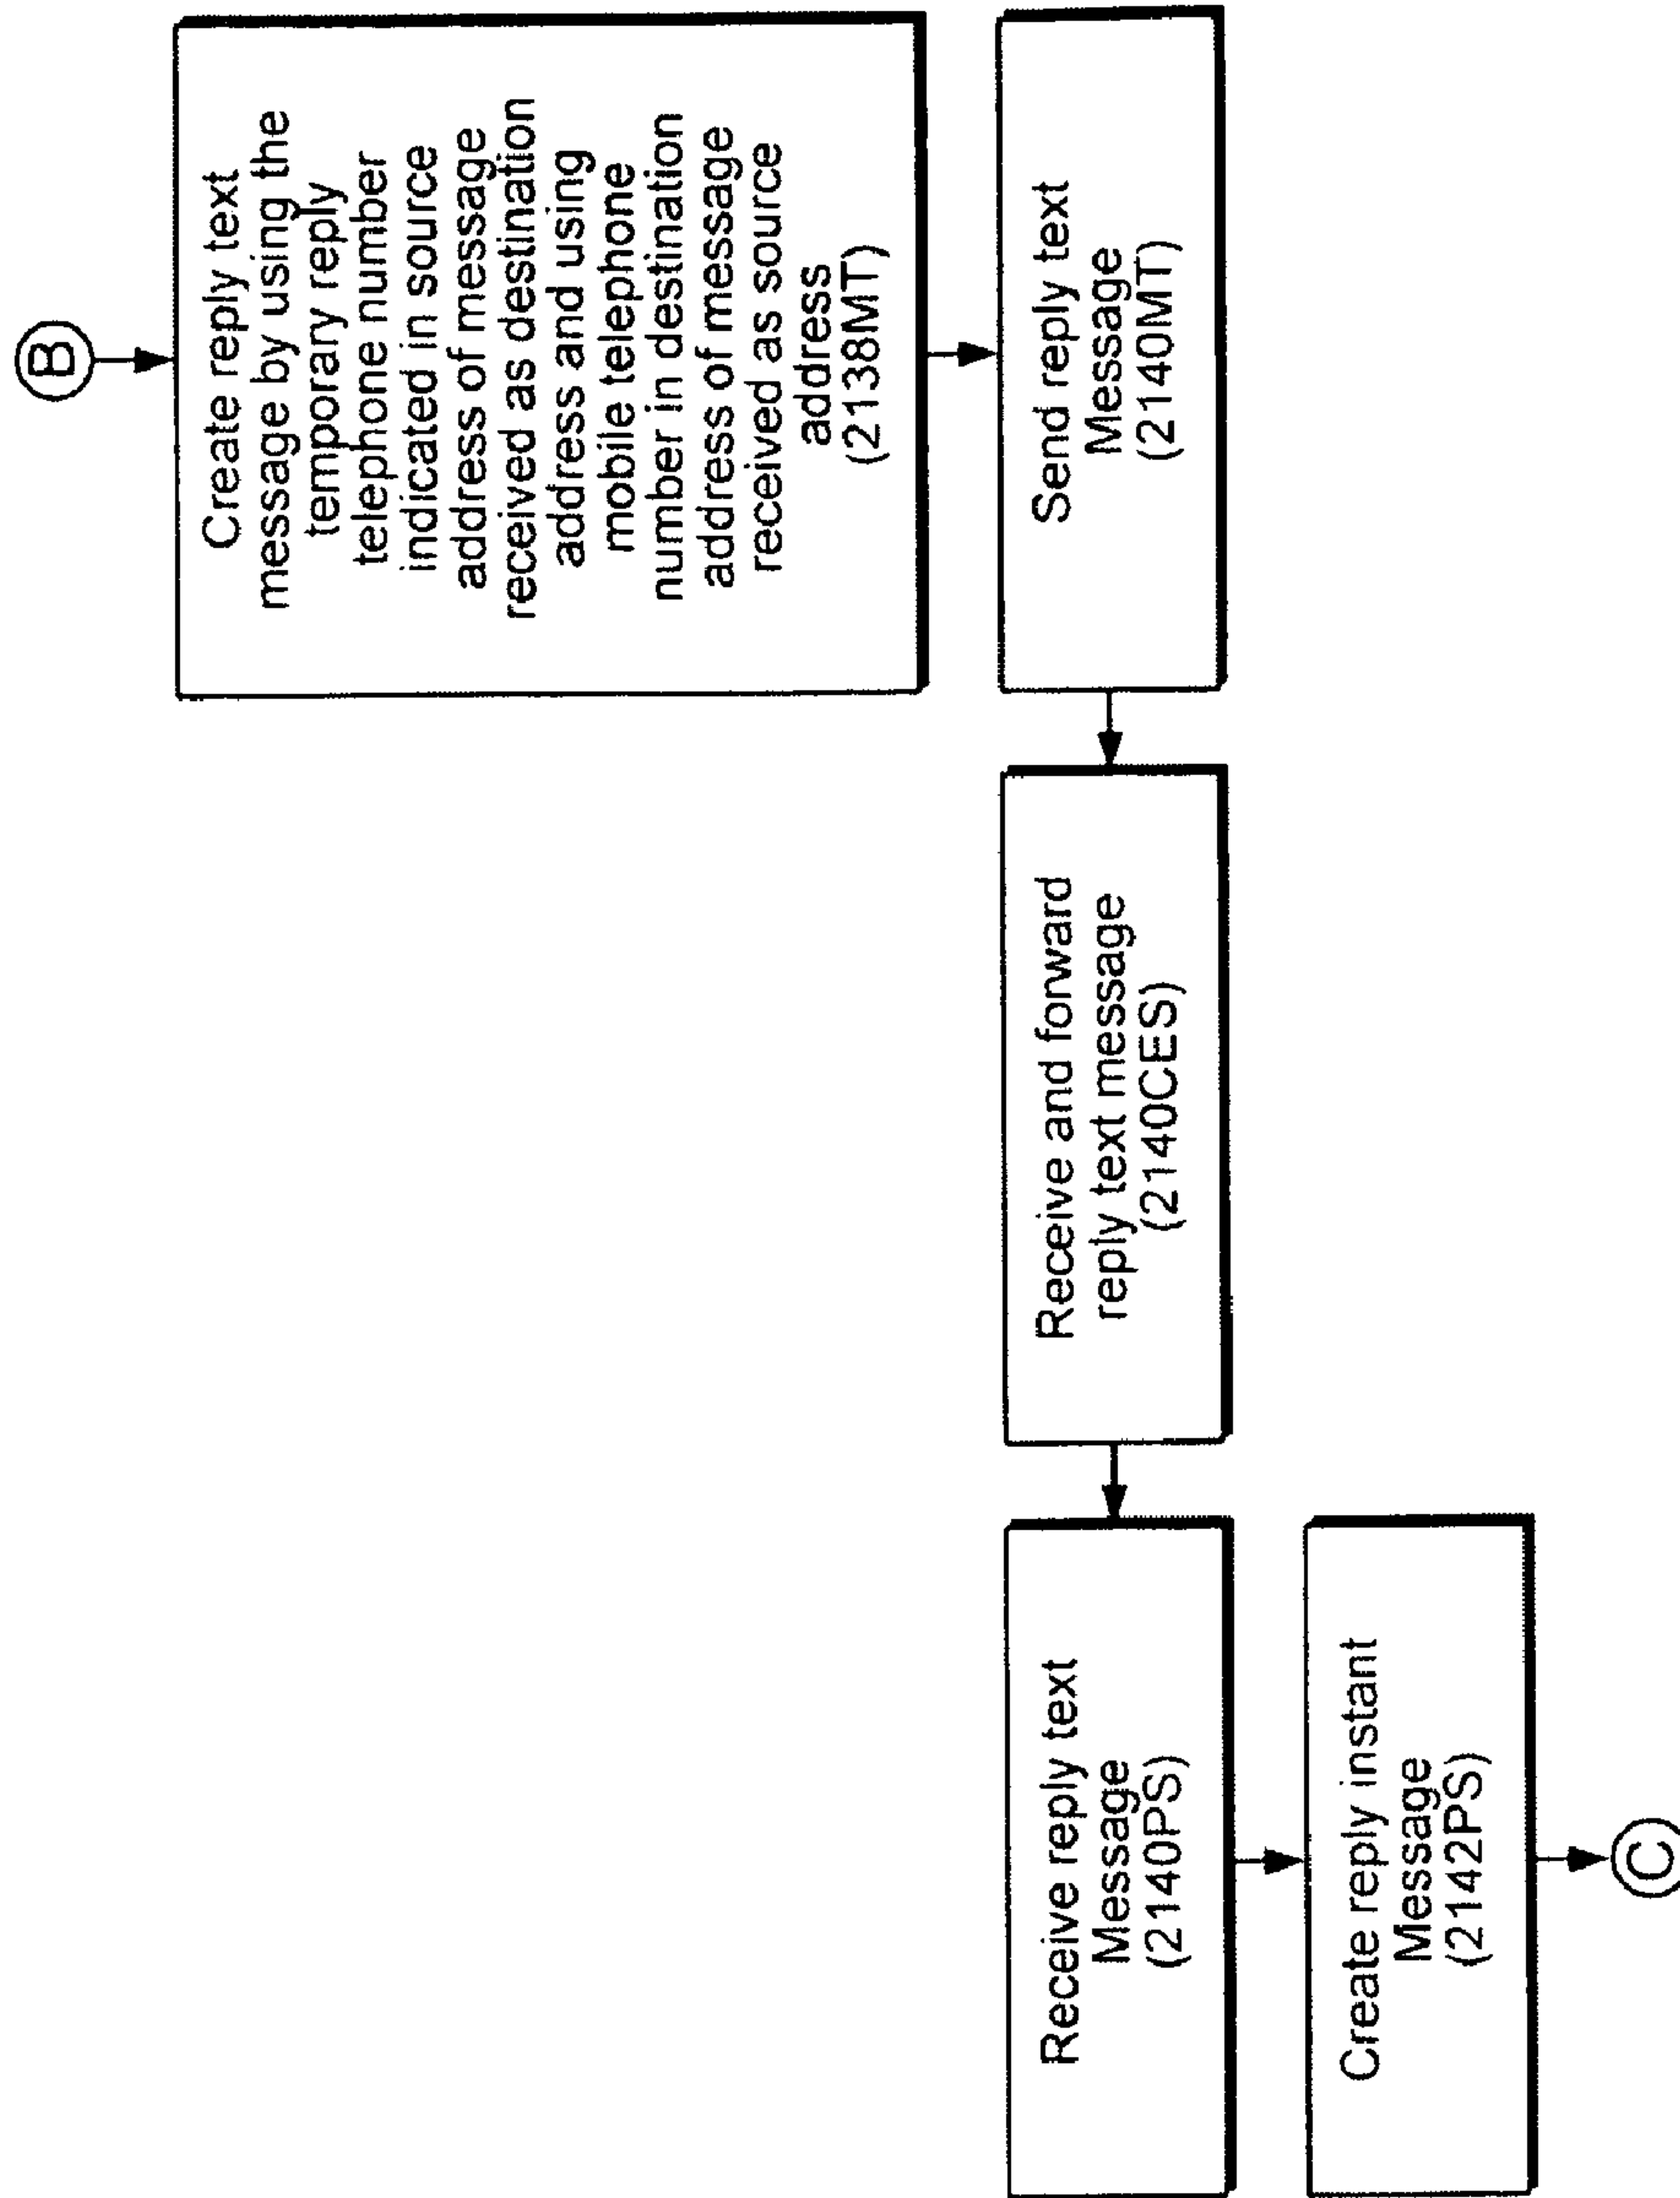 B
Create reply text
message by using the
temporary reply
telephone number
indicated in source
address of message
received as destination
address and using
mobile telephone
number in destination
address of message
received as source
address
(2138MT)
Send reply text
Message
(2140MT)
Receive and forward
reply text message
(2140CES)
Receive reply text
Message
(2140PS)
Create reply instant
Message
(2142PS)
C